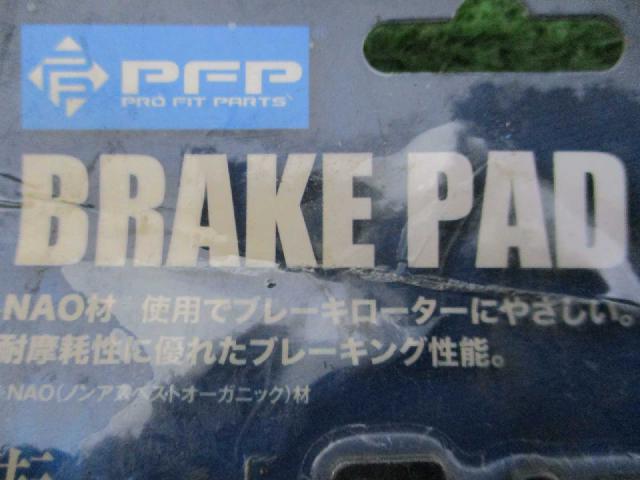 PFP
PRO FIT PARTS
BRAKE PAD
NAO材 使用でブレーキローターにやさしい。
耐摩耗性に優れたブレーキング性能。
NAO(ノンアスベストオーガニック)材